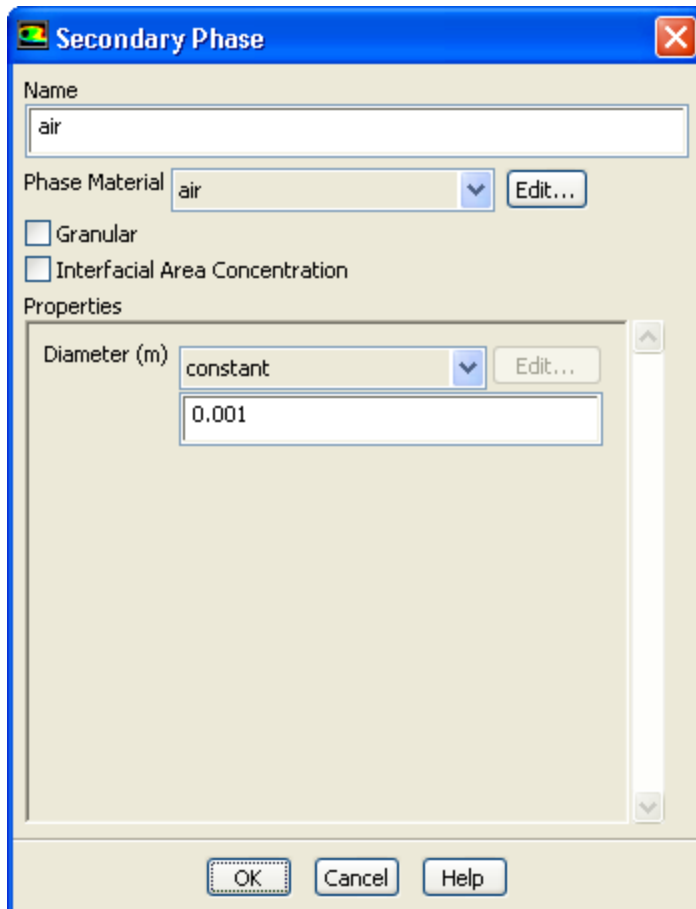 Secondary Phase
Name
air
Phase Material air Edit...
Granular
Interfacial Area Concentration
Properties
Diameter (m) constant Edit...
0.001
OK Cancel Help